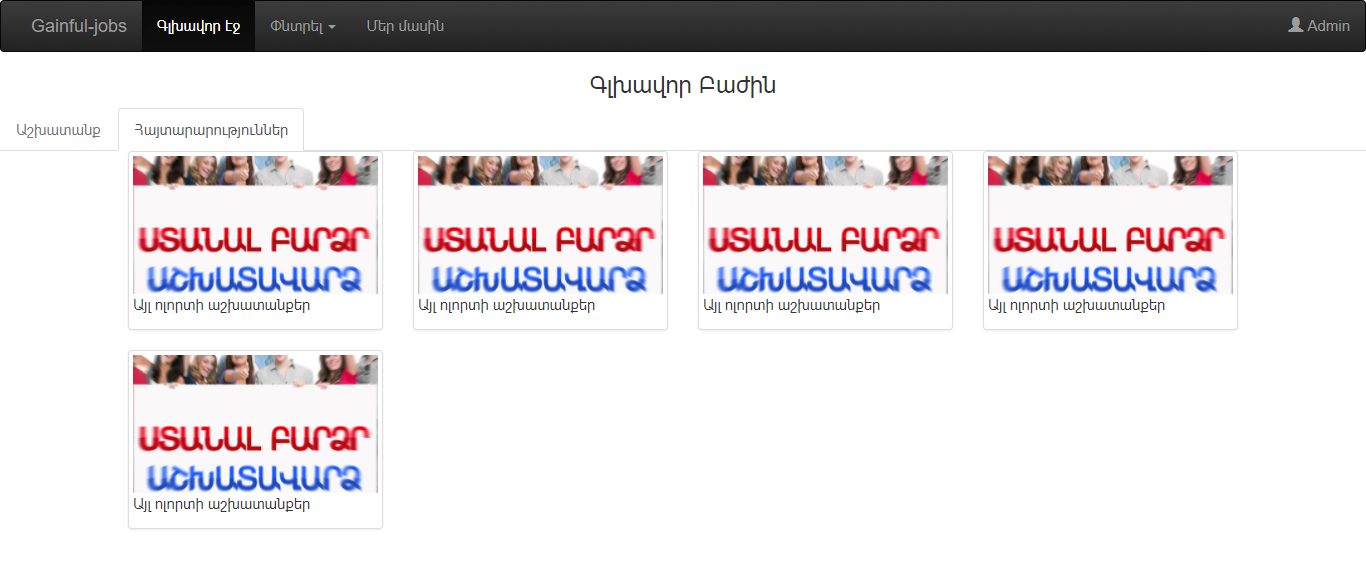 Gainful-jobs Գլխավոր Էջ Փնտրել Մեր մասին Admin
Գլխավոր Բաժին
Աշխատանք Հայտարարություններ
ՍՏԱՆԱԼ ԲԱՐՁՐ ՍՏԱՆԱԼ ԲԱՐՁՐ ՍՏԱՆԱԼ ԲԱՐՁՐ ՍՏԱՆԱԼ ԲԱՐՁՐ
ԱՇԽԱՏԱՎԱՐՁ ԱՇԽԱՏԱՎԱՐՁ ԱՇԽԱՏԱՎԱՐՁ ԱՇԽԱՏԱՎԱՐՁ
Այլ ոլորտի աշխատանքեր Այլ ոլորտի աշխատանքեր Այլ ոլորտի աշխատանքեր Այլ ոլորտի աշխատանքեր
ՍՏԱՆԱԼ ԲԱՐՁՐ
ԱՇԽԱՏԱՎԱՐՁ
Այլ ոլորտի աշխատանքեր